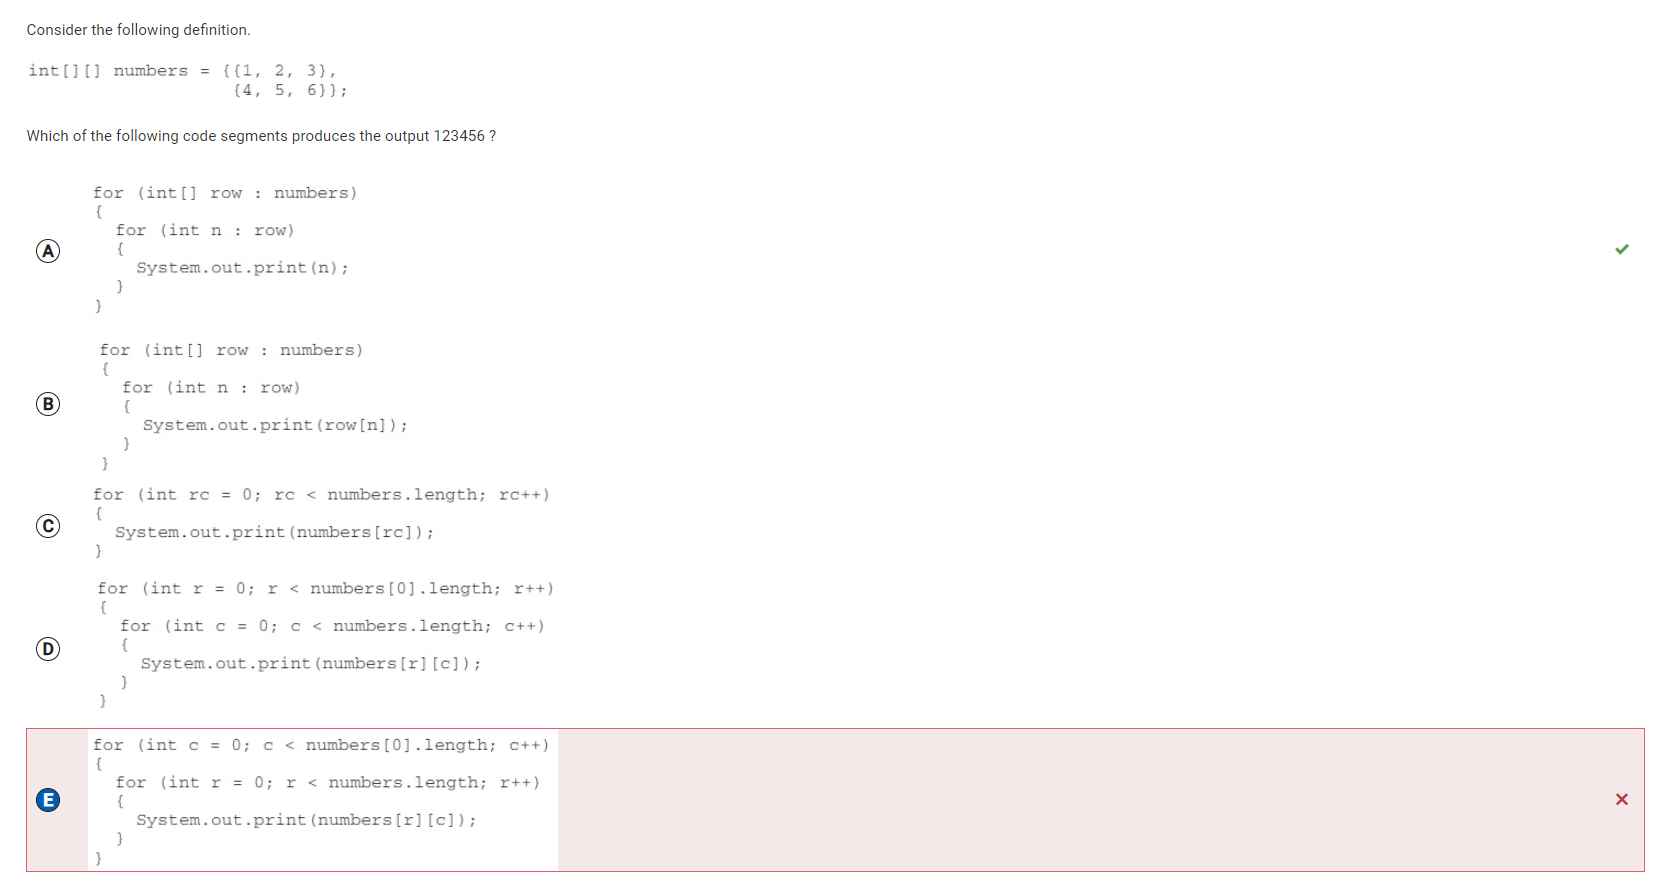 Consider the following definition.
int[][] numbers = {{1, 2, 3},
{4, 5, 6}};
Which of the following code segments produces the output 123456 ?
A
for (int[] row : numbers)
{
for (int n : row)
{
System.out.print(n);
}
}
B
for (int[] row : numbers)
{
for (int n : row)
{
System.out.print(row[n]);
}
}
C
for (int rc = 0; rc < numbers.length; rc++)
{
System.out.print(numbers[rc]);
}
D
for (int r = 0; r < numbers[0].length; r++)
{
for (int c = 0; c < numbers.length; c++)
{
System.out.print(numbers[r][c]);
}
}
E
for (int c = 0; c < numbers[0].length; c++)
{
for (int r = 0; r < numbers.length; r++)
{
System.out.print(numbers[r][c]);
}
}